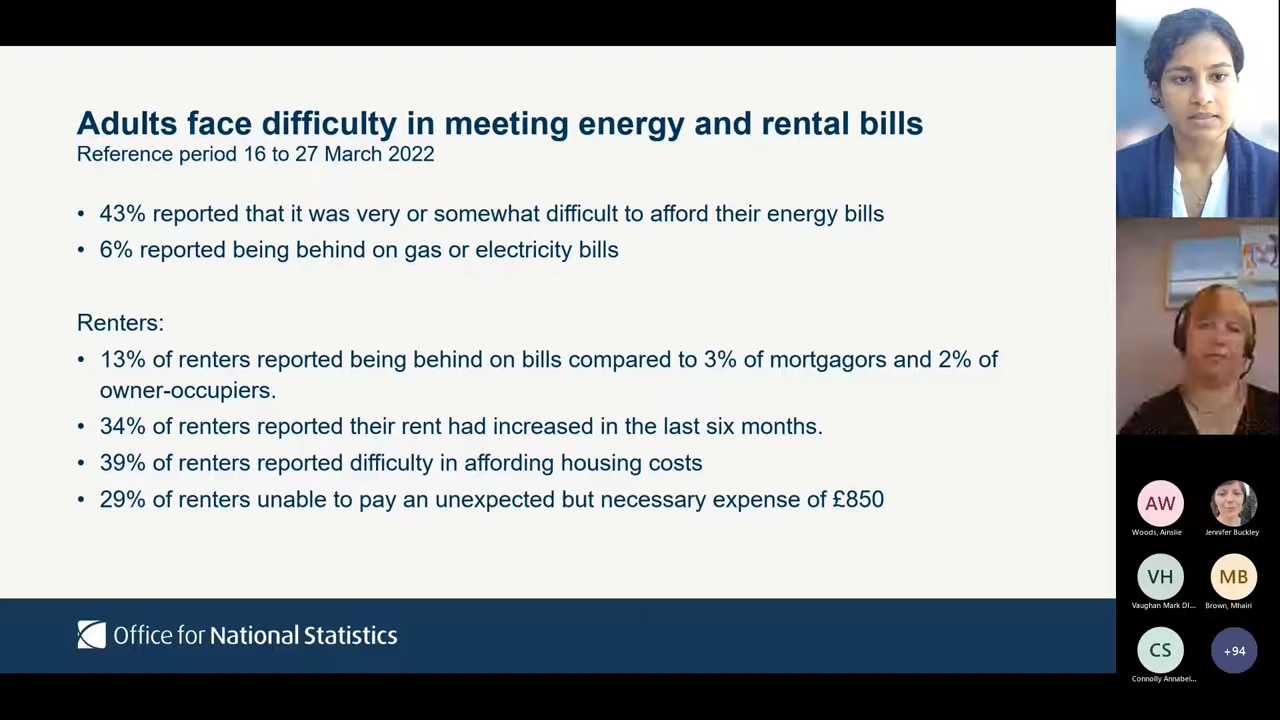 Adults face difficulty in meeting energy and rental bills
Reference period 16 to 27 March 2022
• 43% reported that it was very or somewhat difficult to afford their energy bills
• 6% reported being behind on gas or electricity bills
Renters:
• 13% of renters reported being behind on bills compared to 3% of mortgagors and 2% of
owner-occupiers.
• 34% of renters reported their rent had increased in the last six months.
• 39% of renters reported difficulty in affording housing costs
• 29% of renters unable to pay an unexpected but necessary expense of £850
Office for National Statistics
AW
Woods, Ainslie
Jennifer Buckley
VH
Vaughan Mark DI...
MB
Brown, Mhairi
CS
Connolly Annabel...
+94